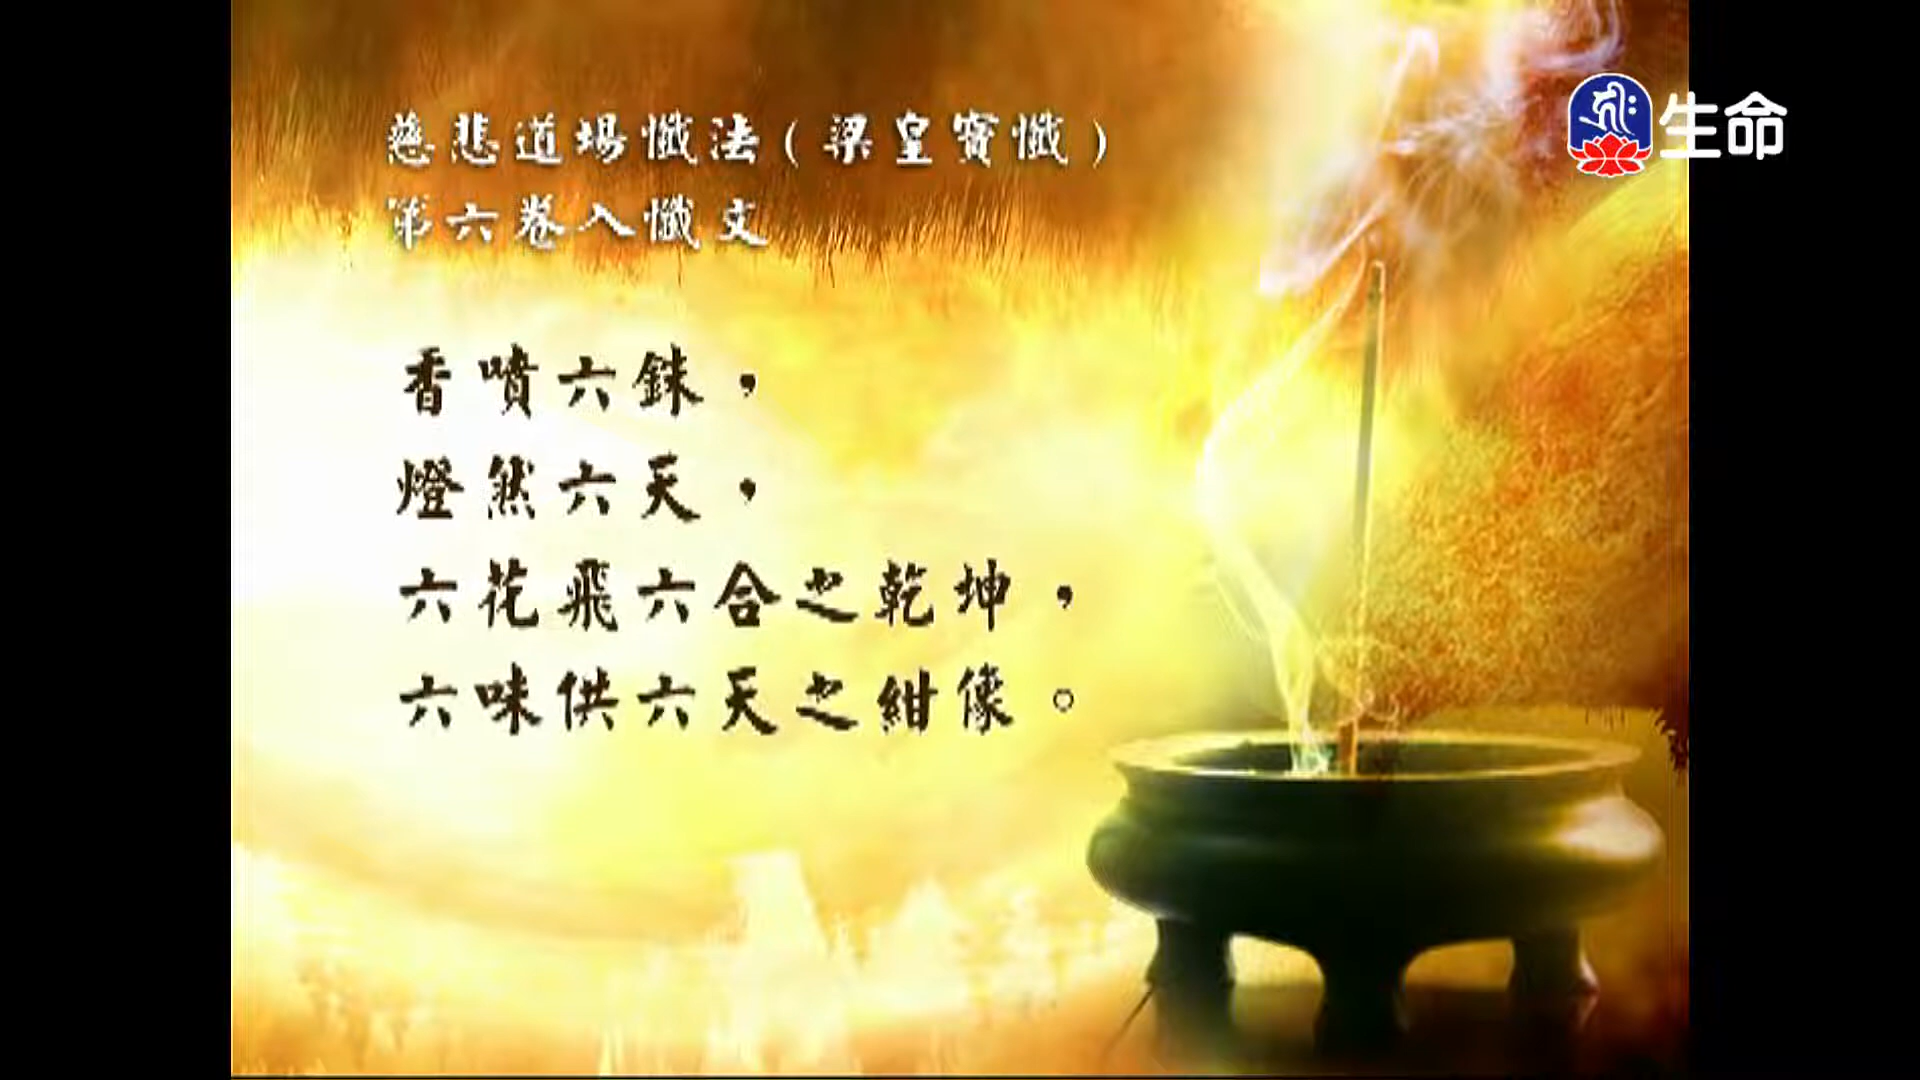 慈悲道場懺法(梁皇寶懺)
第六卷入懺文
生命
香噴六銖，
燈然六天，
六花飛六合之乾坤，
六味供六天之紺像。